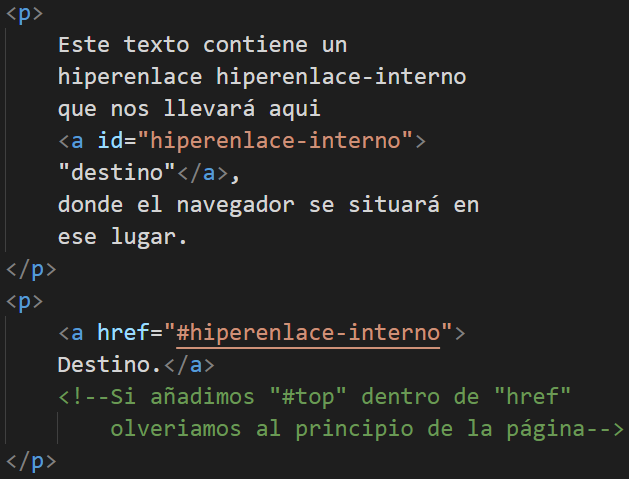 <p>
Este texto contiene un
hiperenlace hiperenlace-interno
que nos llevará aqui
<a id="hiperenlace-interno">
"destino"</a>,
donde el navegador se situará en
ese lugar.
</p>
<p>
<a href="#hiperenlace-interno">
Destino.</a>
<!--Si añadimos "#top" dentro de "href"
olveriamos al principio de la página-->
</p>